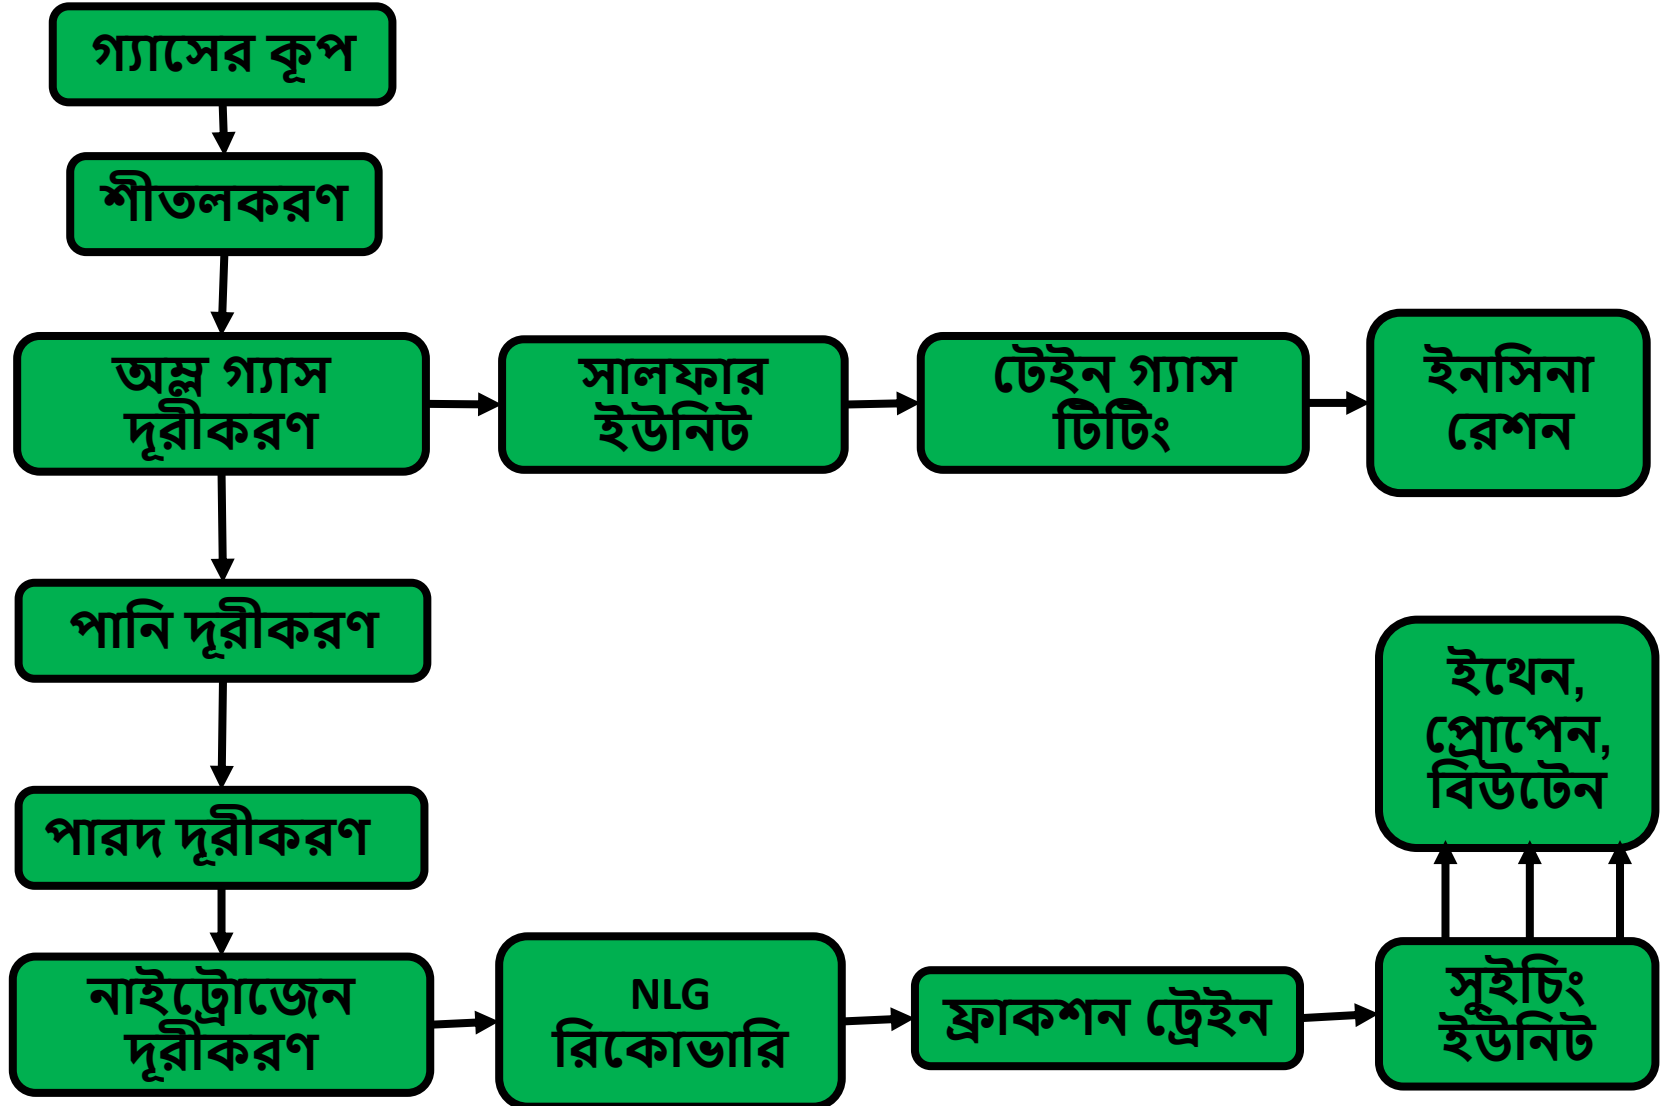 গ্যাসের কূপ
শীতলকরণ
অম্ল গ্যাস
দূরীকরণ
সালফার
ইউনিট
টেইন গ্যাস
টিটিং
ইনসিনা
রেশন
পানি দূরীকরণ
পারদ দূরীকরণ
নাইট্রোজেন
দূরীকরণ
NLG
রিকোভারি
ফ্রাকশন ট্রেইন
সুইচিং
ইউনিট
ইথেন,
প্রোপেন,
বিউটেন